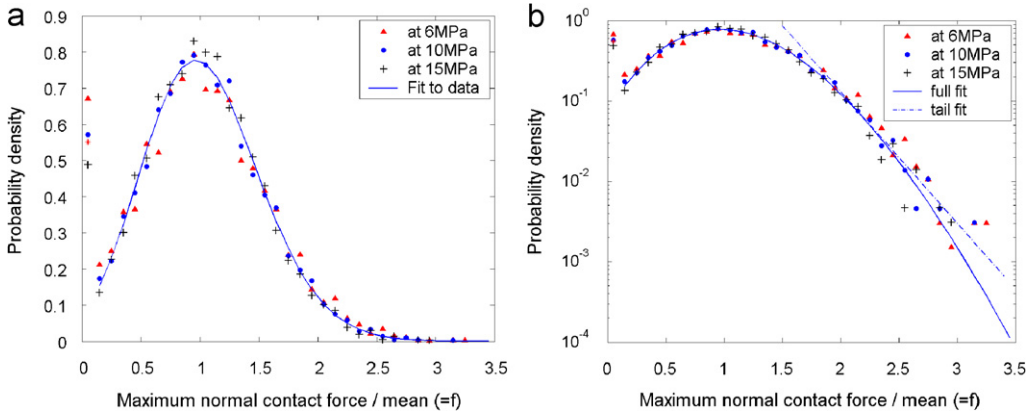 a
0.9
0.8
0.7
0.6
0.5
0.4
0.3
0.2
0.1
0
Probability density
at 6MPa
at 10MPa
at 15MPa
Fit to data
0 0.5 1 1.5 2 2.5 3 3.5
Maximum normal contact force / mean (=f)
b
10^0
10^-1
10^-2
10^-3
10^-4
Probability density
at 6MPa
at 10MPa
at 15MPa
full fit
tail fit
0 0.5 1 1.5 2 2.5 3 3.5
Maximum normal contact force / mean (=f)